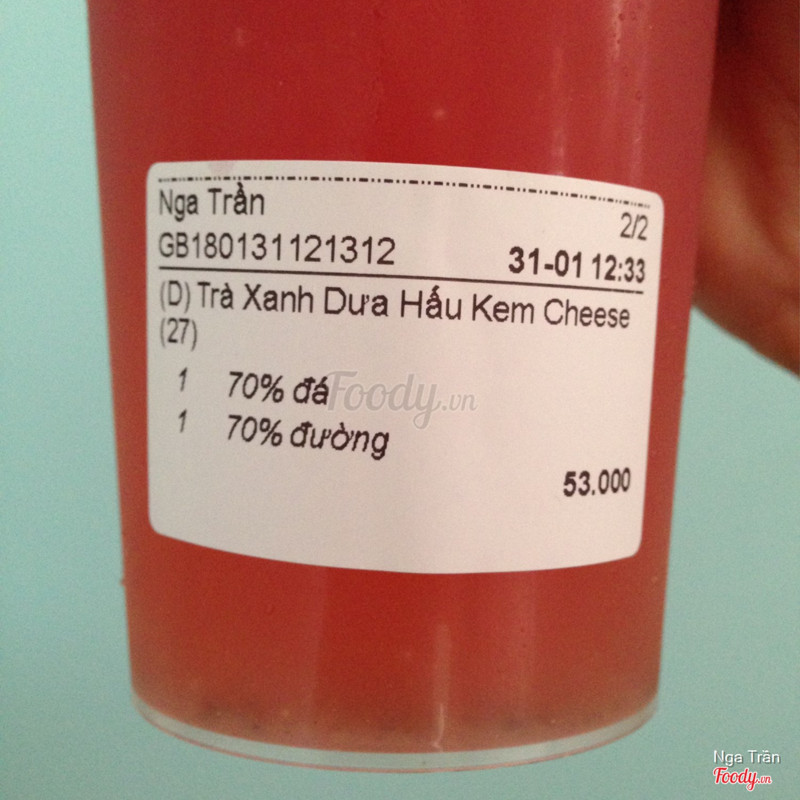 Nga Trần
2/2
GB180131121312
31-01 12:33
(D) Trà Xanh Dưa Hấu Kem Cheese
(27)
1 70% đá
1 70% đường
53.000
Foody.vn
Nga Trần
Foody.vn